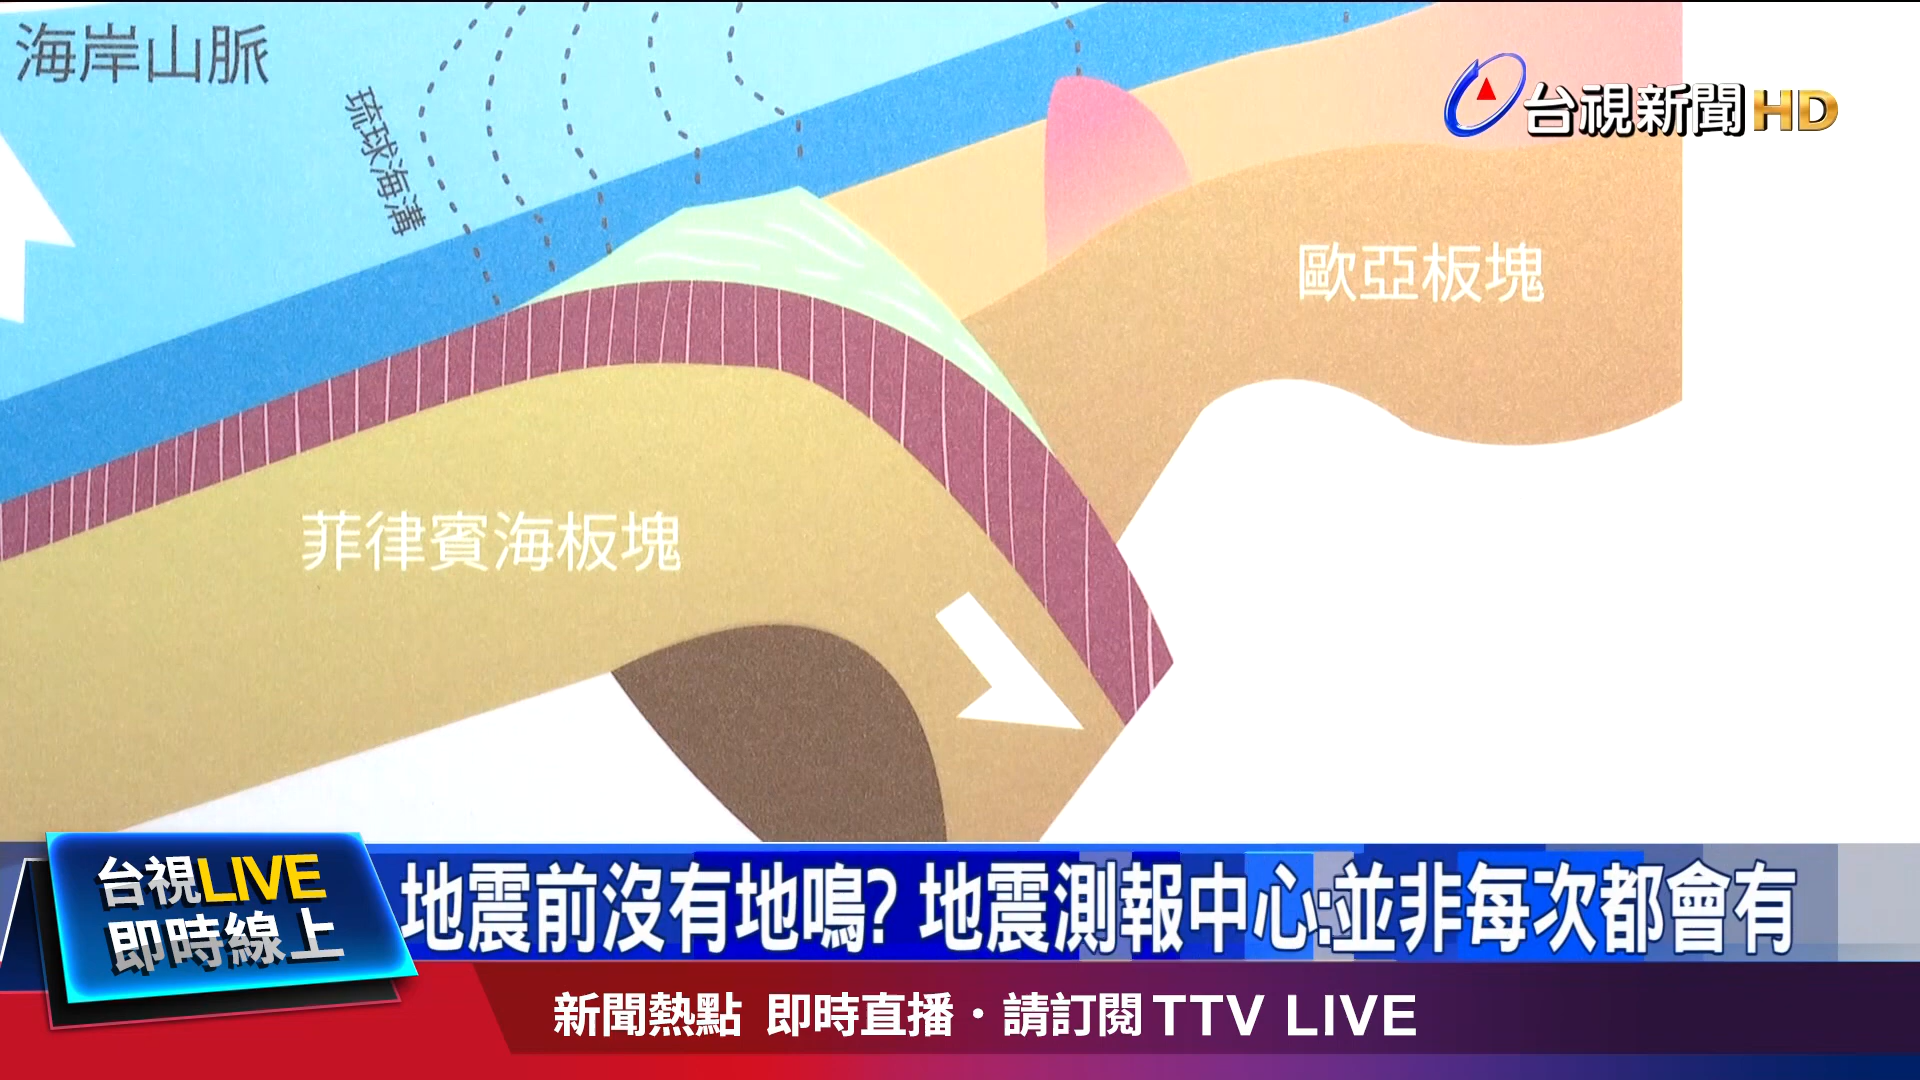 海岸山脈
琉球海溝
台視新聞HD
歐亞板塊
菲律賓海板塊
台視LIVE
即時線上
地震前沒有地鳴? 地震測報中心:並非每次都會有
新聞熱點 即時直播・請訂閱TTV LIVE